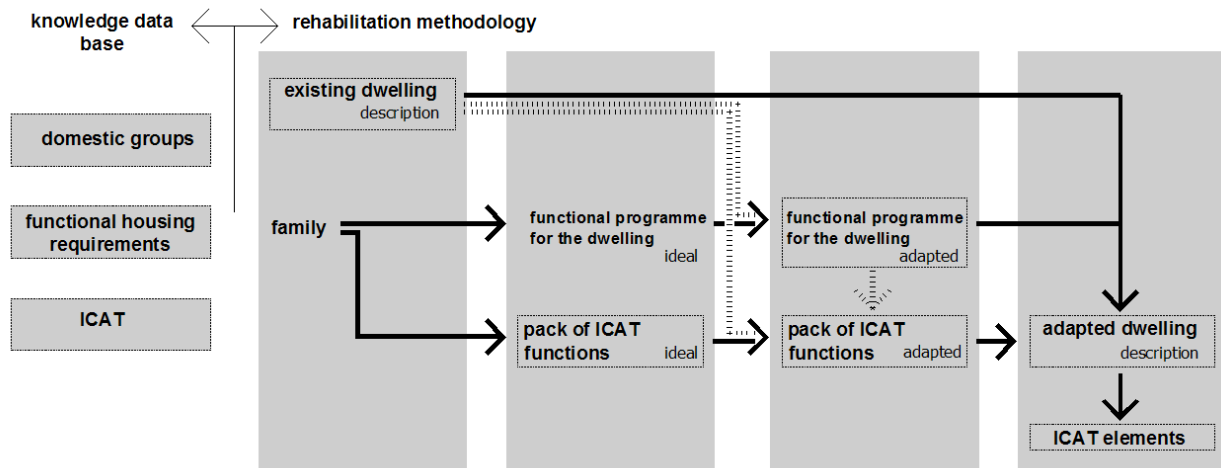 knowledge data
base
rehabilitation methodology
domestic groups
functional housing
requirements
ICAT
existing dwelling
description
family
functional programme
for the dwelling
ideal
pack of ICAT
functions
ideal
functional programme
for the dwelling
adapted
pack of ICAT
functions
adapted
adapted dwelling
description
ICAT elements